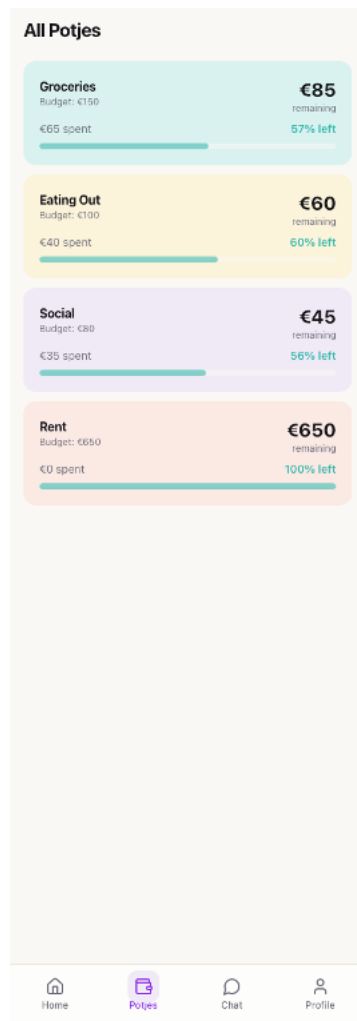 All Potjes
Groceries
Budget: €150
€85
remaining
€65 spent
57% left
Eating Out
Budget: €100
€60
remaining
€40 spent
60% left
Social
Budget: €80
€45
remaining
€35 spent
56% left
Rent
Budget: €650
€650
remaining
€0 spent
100% left
Home
Potjes
Chat
Profile